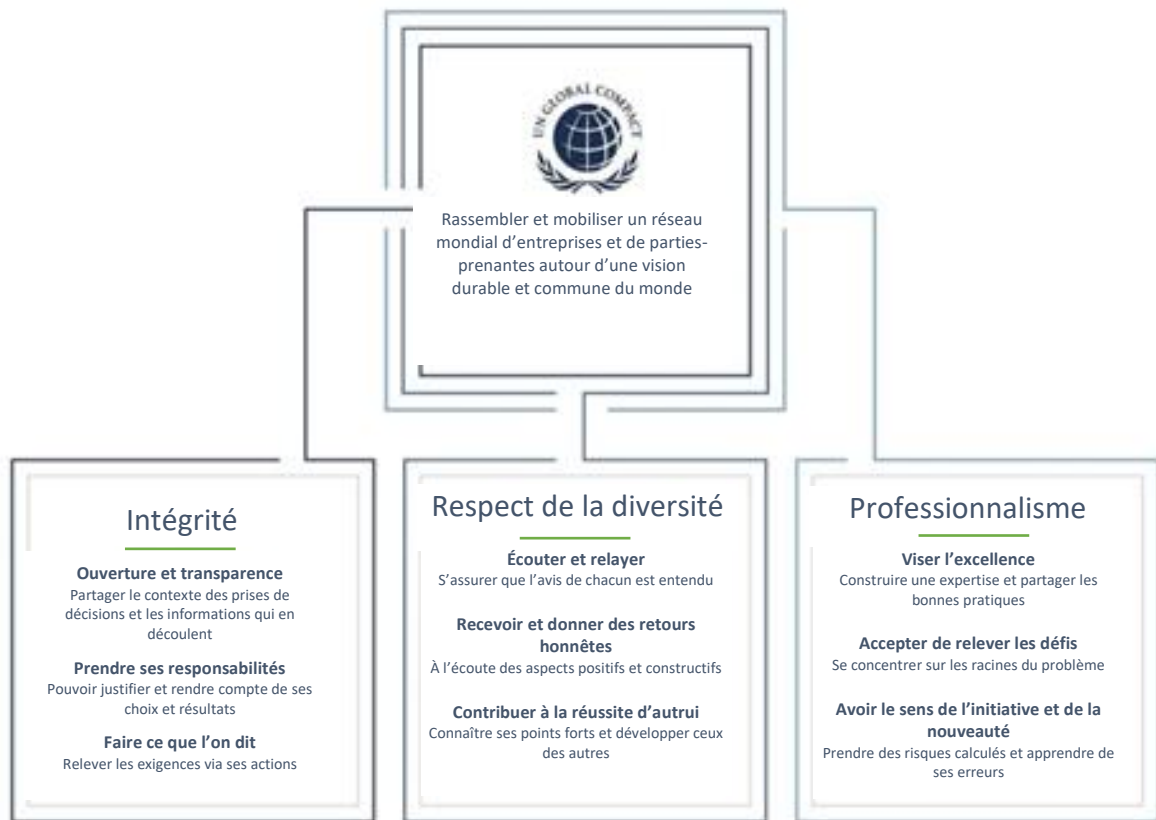 UN GLOBAL COMPACT
Rassembler et mobiliser un réseau
mondial d’entreprises et de parties-
prenantes autour d’une vision
durable et commune du monde
Intégrité
Ouverture et transparence
Partager le contexte des prises de
décisions et les informations qui en
découlent
Prendre ses responsabilités
Pouvoir justifier et rendre compte de ses
choix et résultats
Faire ce que l’on dit
Relever les exigences via ses actions
Respect de la diversité
Écouter et relayer
S’assurer que l’avis de chacun est entendu
Recevoir et donner des retours
honnêtes
À l’écoute des aspects positifs et constructifs
Contribuer à la réussite d’autrui
Connaître ses points forts et développer ceux
des autres
Professionnalisme
Viser l’excellence
Construire une expertise et partager les
bonnes pratiques
Accepter de relever les défis
Se concentrer sur les racines du problème
Avoir le sens de l’initiative et de la
nouveauté
Prendre des risques calculés et apprendre de
ses erreurs